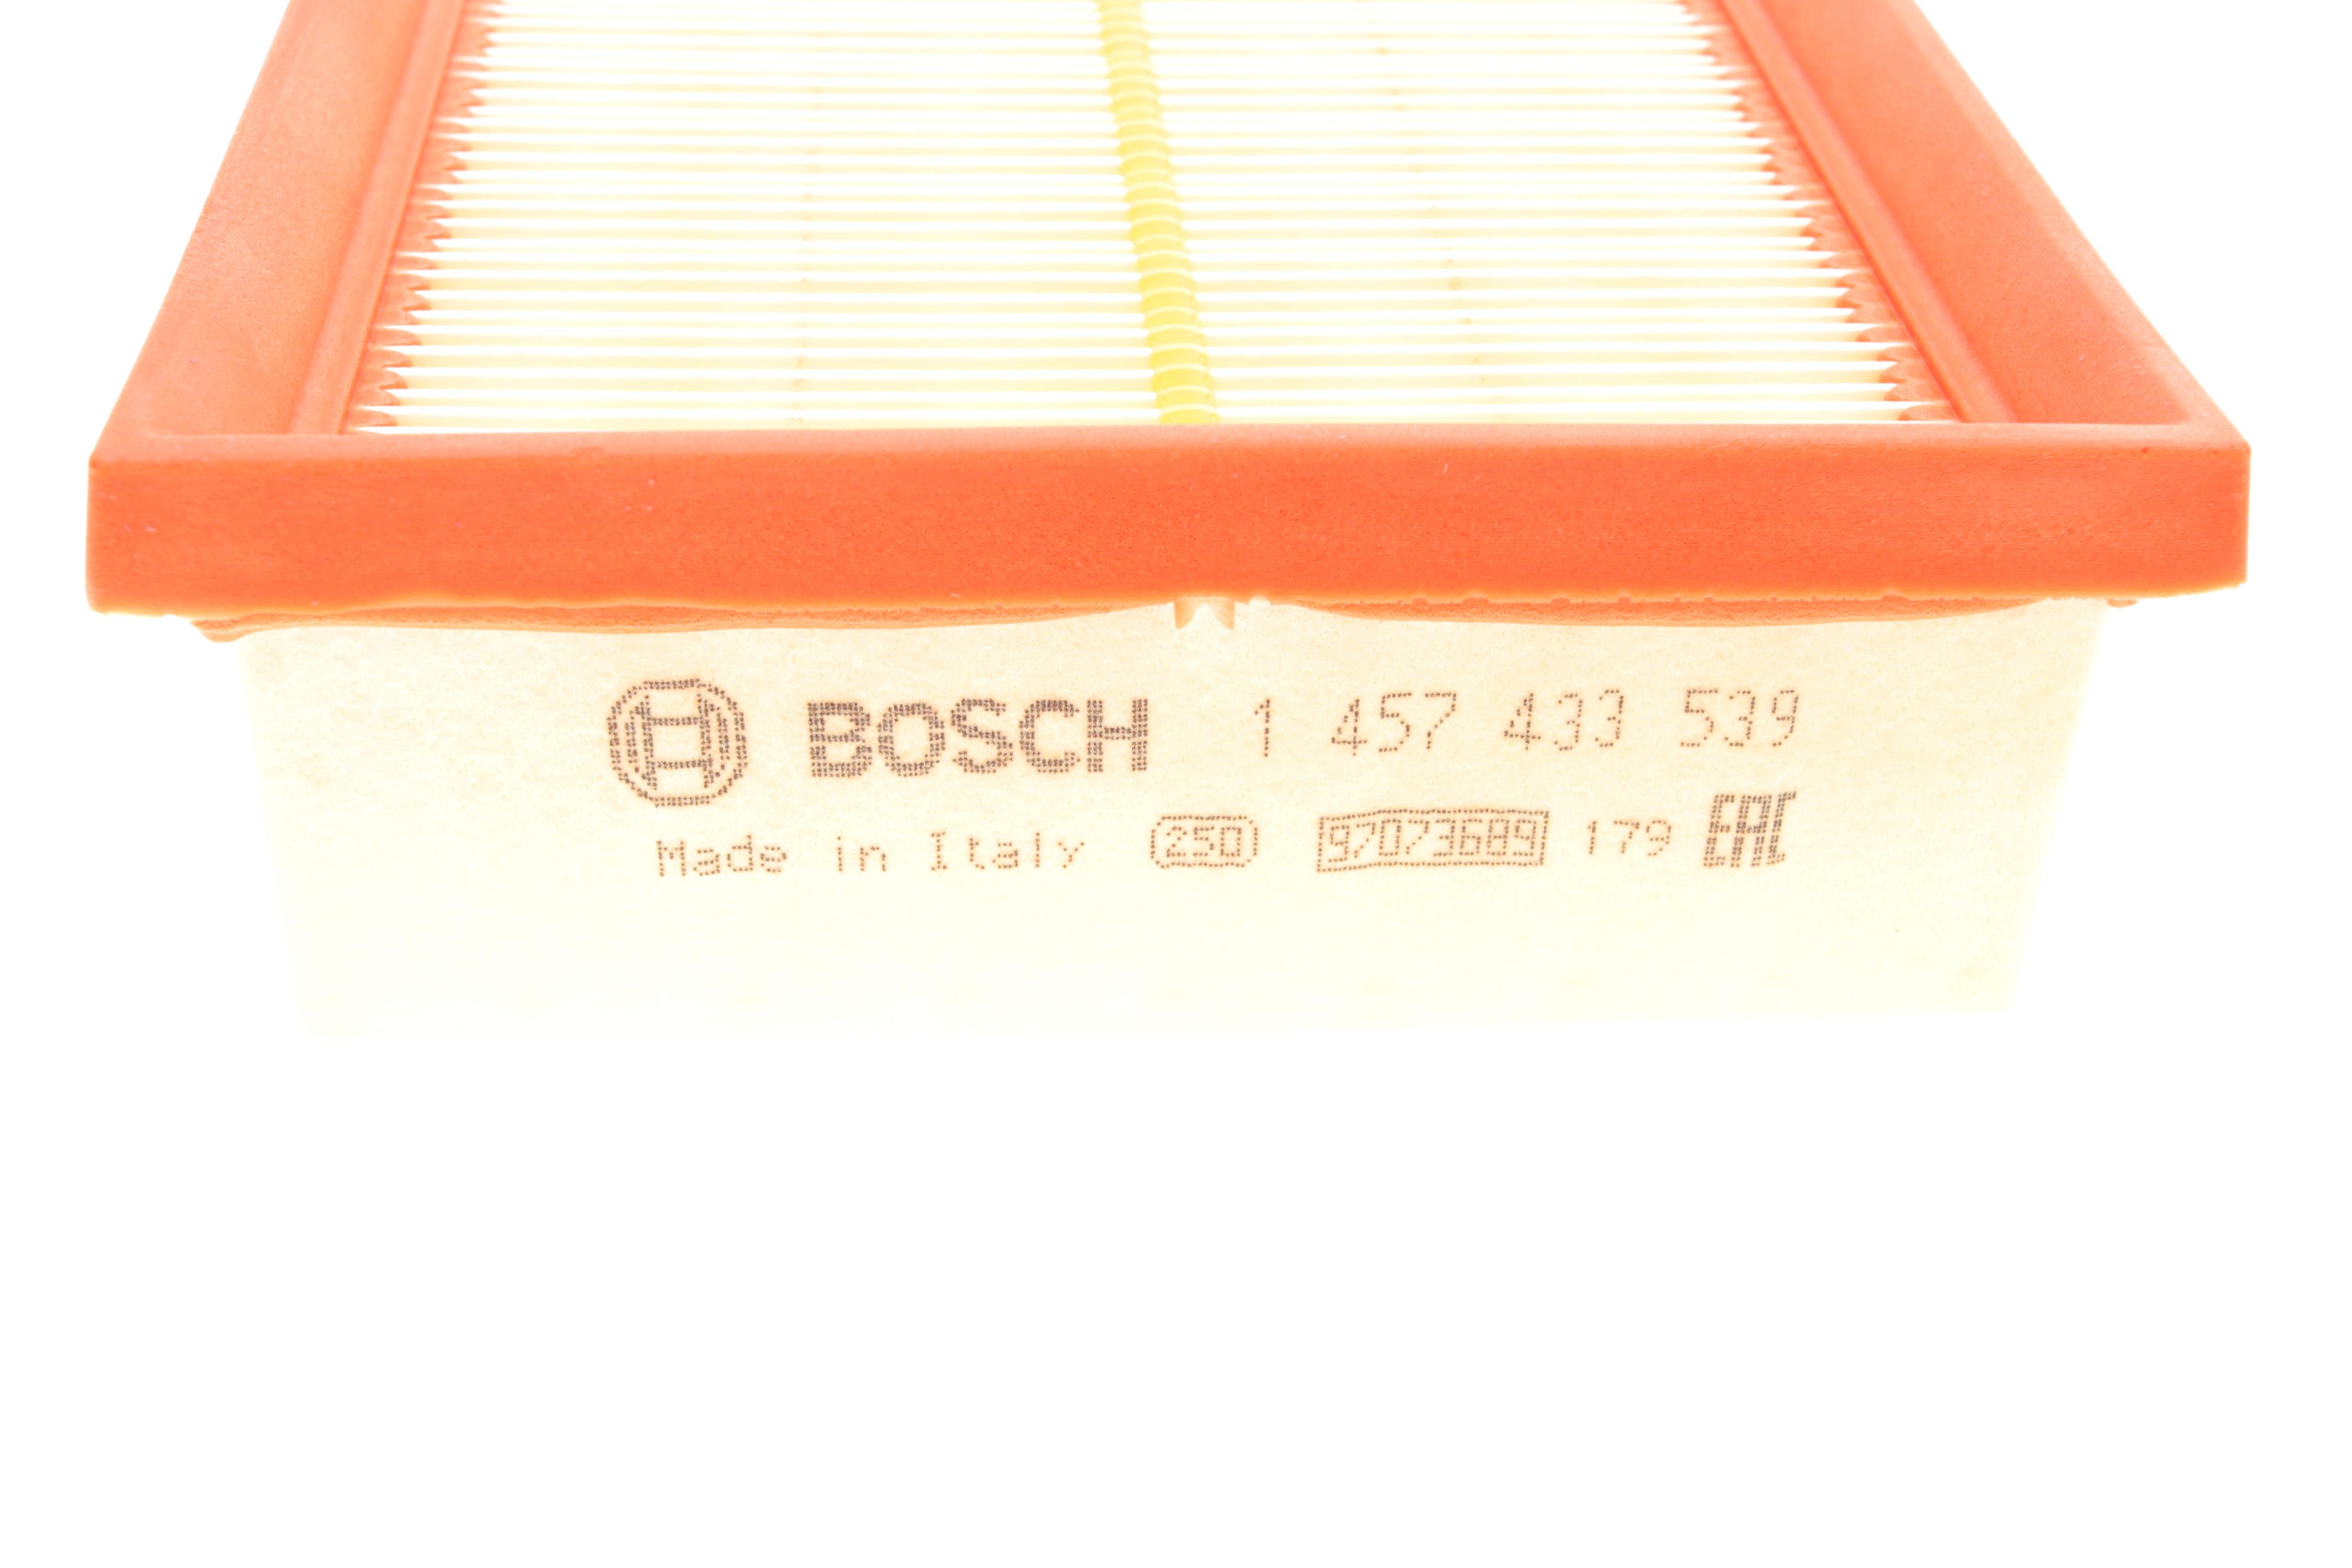 BOSCH 1 457 433 539
Made in Italy 250 97073689 179 EAC